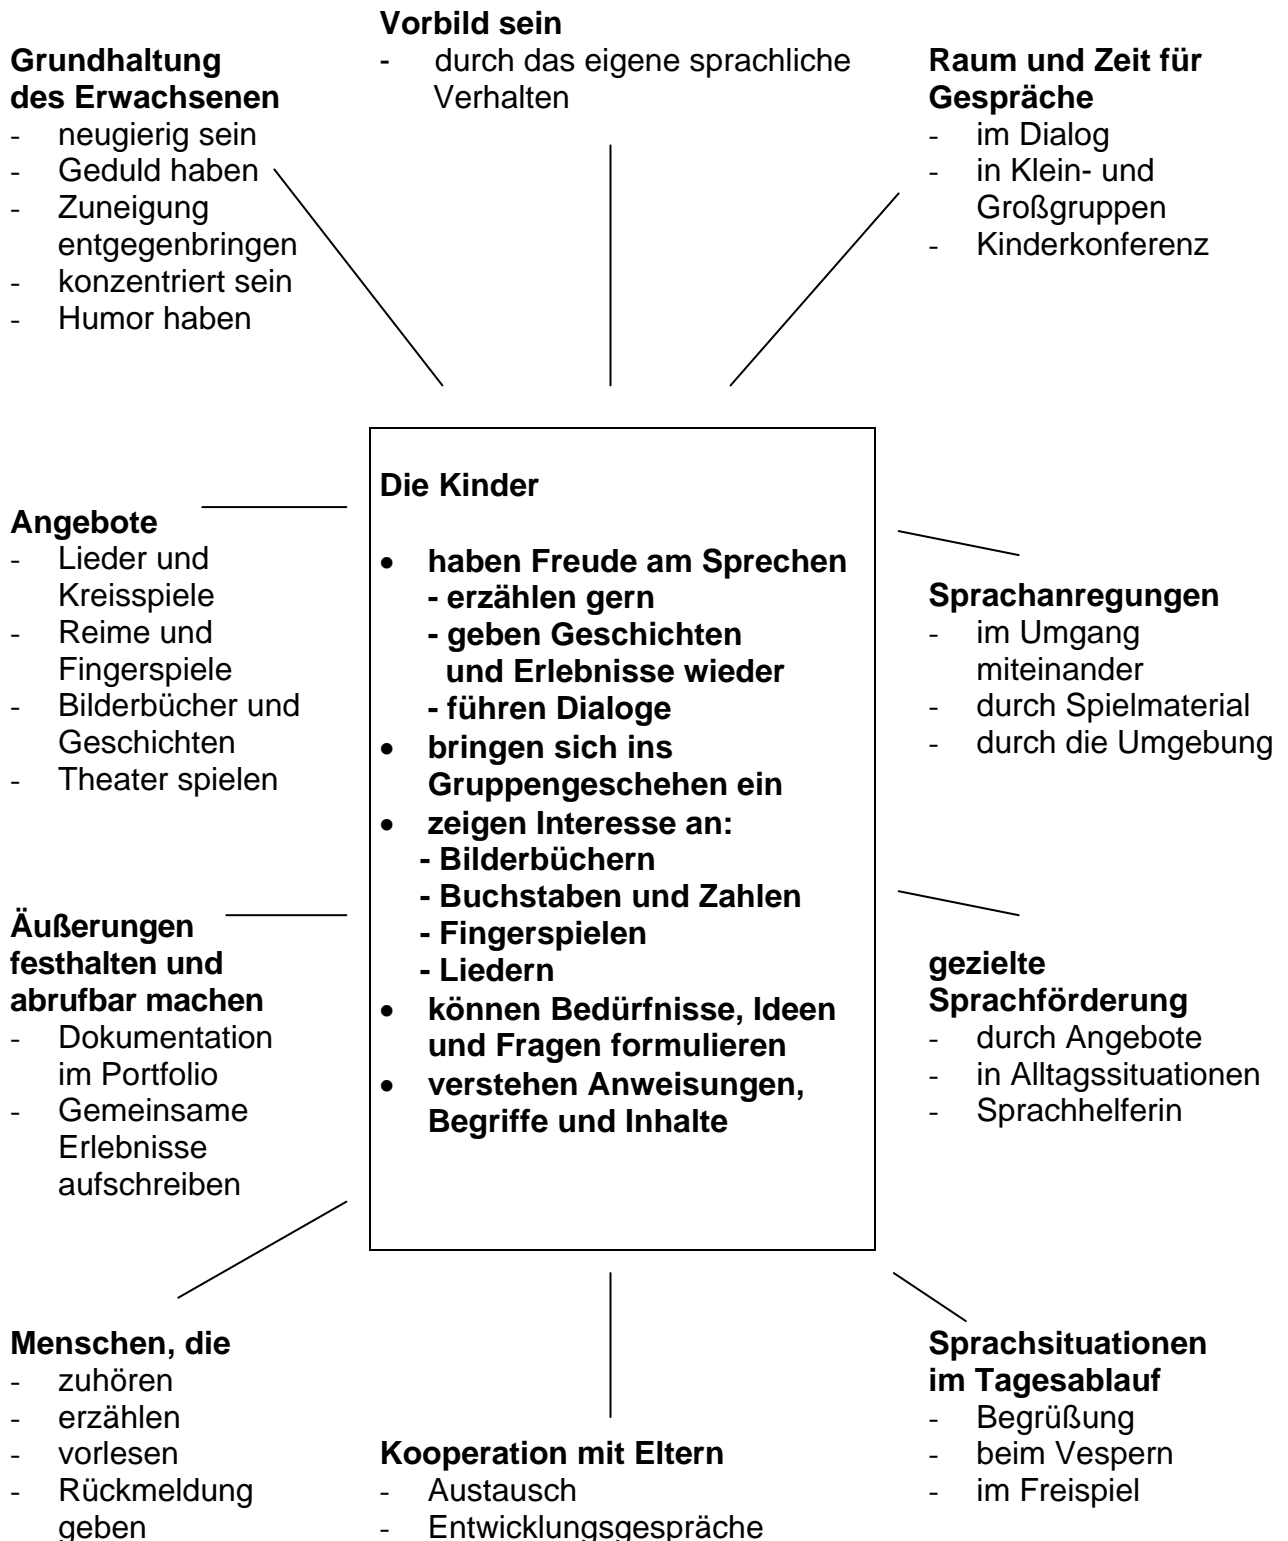 Vorbild sein
- durch das eigene sprachliche
Verhalten
Grundhaltung
des Erwachsenen
- neugierig sein
- Geduld haben
- Zuneigung
entgegenbringen
- konzentriert sein
- Humor haben
Raum und Zeit für
Gespräche
- im Dialog
- in Klein- und
Großgruppen
- Kinderkonferenz
Angebote
- Lieder und
Kreisspiele
- Reime und
Fingerspiele
- Bilderbücher und
Geschichten
- Theater spielen
Die Kinder
• haben Freude am Sprechen
- erzählen gern
- geben Geschichten
und Erlebnisse wieder
- führen Dialoge
• bringen sich ins
Gruppengeschehen ein
• zeigen Interesse an:
- Bilderbüchern
- Buchstaben und Zahlen
- Fingerspielen
- Liedern
• können Bedürfnisse, Ideen
und Fragen formulieren
• verstehen Anweisungen,
Begriffe und Inhalte
Sprachanregungen
- im Umgang
miteinander
- durch Spielmaterial
- durch die Umgebung
Äußerungen
festhalten und
abrufbar machen
- Dokumentation
im Portfolio
- Gemeinsame
Erlebnisse
aufschreiben
gezielte
Sprachförderung
- durch Angebote
- in Alltagssituationen
- Sprachhelferin
Menschen, die
- zuhören
- erzählen
- vorlesen
- Rückmeldung
geben
Kooperation mit Eltern
- Austausch
- Entwicklungsgespräche
Sprachsituationen
im Tagesablauf
- Begrüßung
- beim Vespern
- im Freispiel